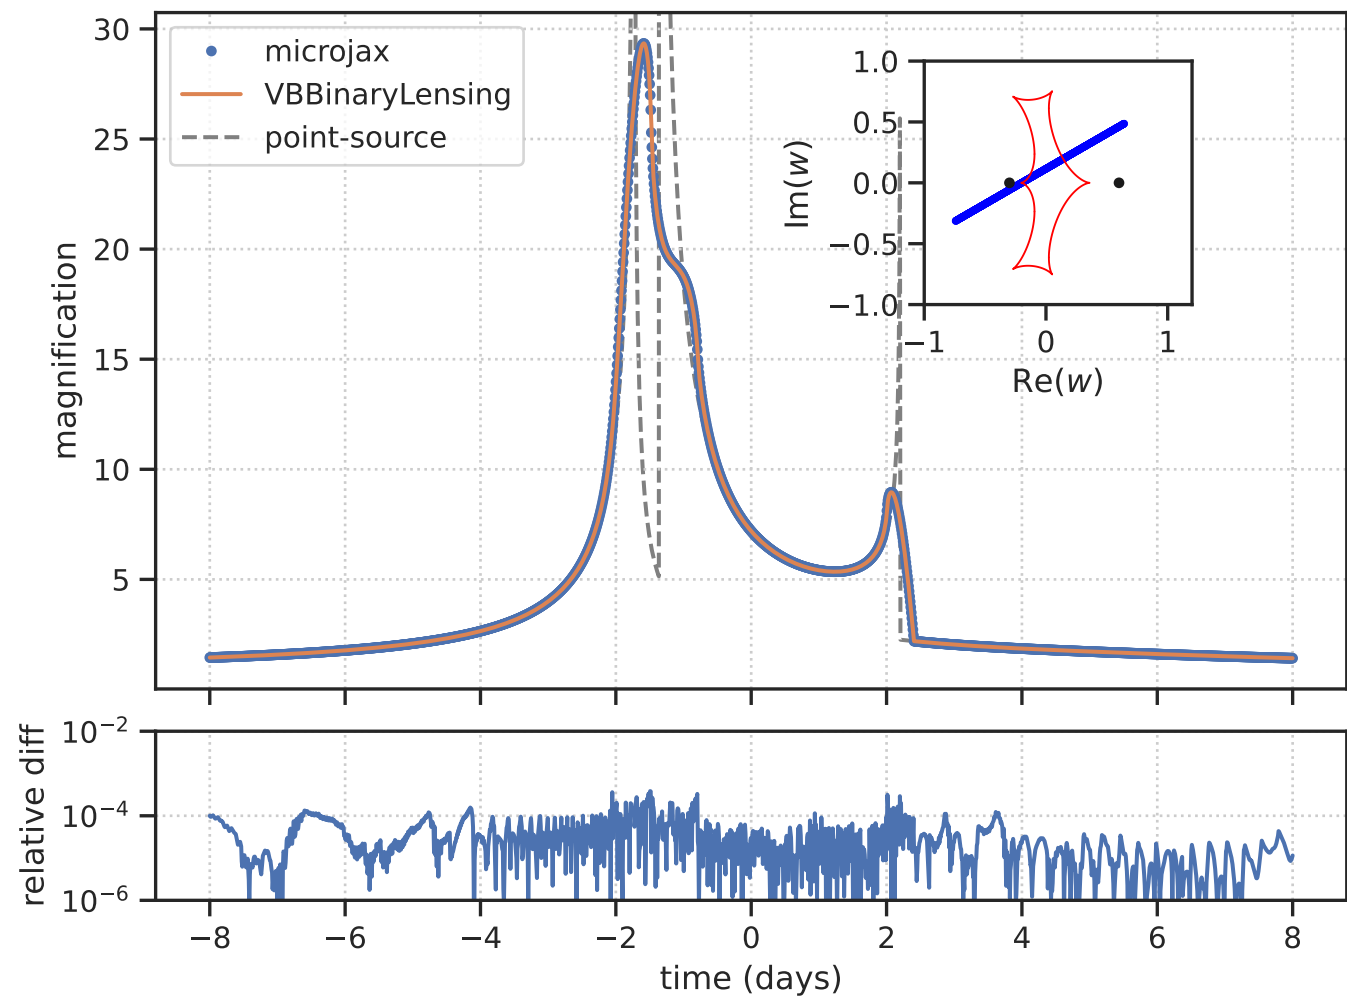 30
25
20
15
10
5
magnification
microjax
VBBinaryLensing
point-source
1.0
0.5
0.0
−0.5
−1.0
Im(w)
−1 0 1
Re(w)
10⁻²
10⁻⁴
10⁻⁶
relative diff
−8 −6 −4 −2 0 2 4 6 8
time (days)